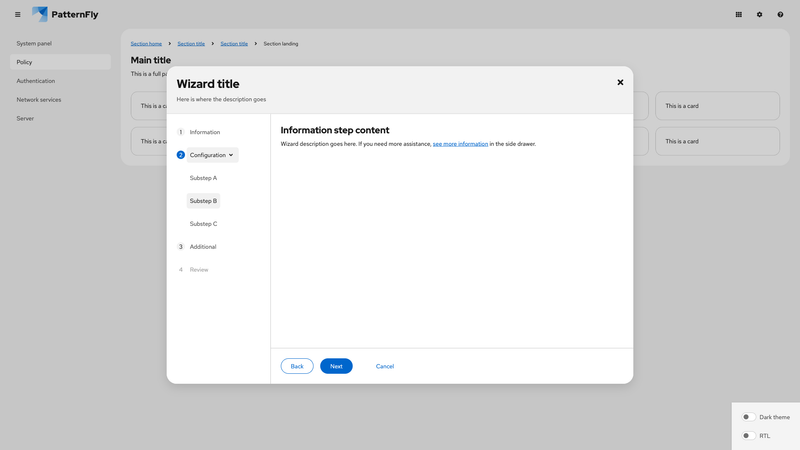 PatternFly
System panel
Policy
Authentication
Network services
Server
Section home
Section title
Section title
Section landing
Main title
This is a full pa
This is a ca
This is a card
This is a ca
This is a card
Wizard title
Here is where the description goes
1 Information
2 Configuration
Substep A
Substep B
Substep C
3 Additional
4 Review
Information step content
Wizard description goes here. If you need more assistance, see more information in the side drawer.
Back
Next
Cancel
Dark theme
RTL